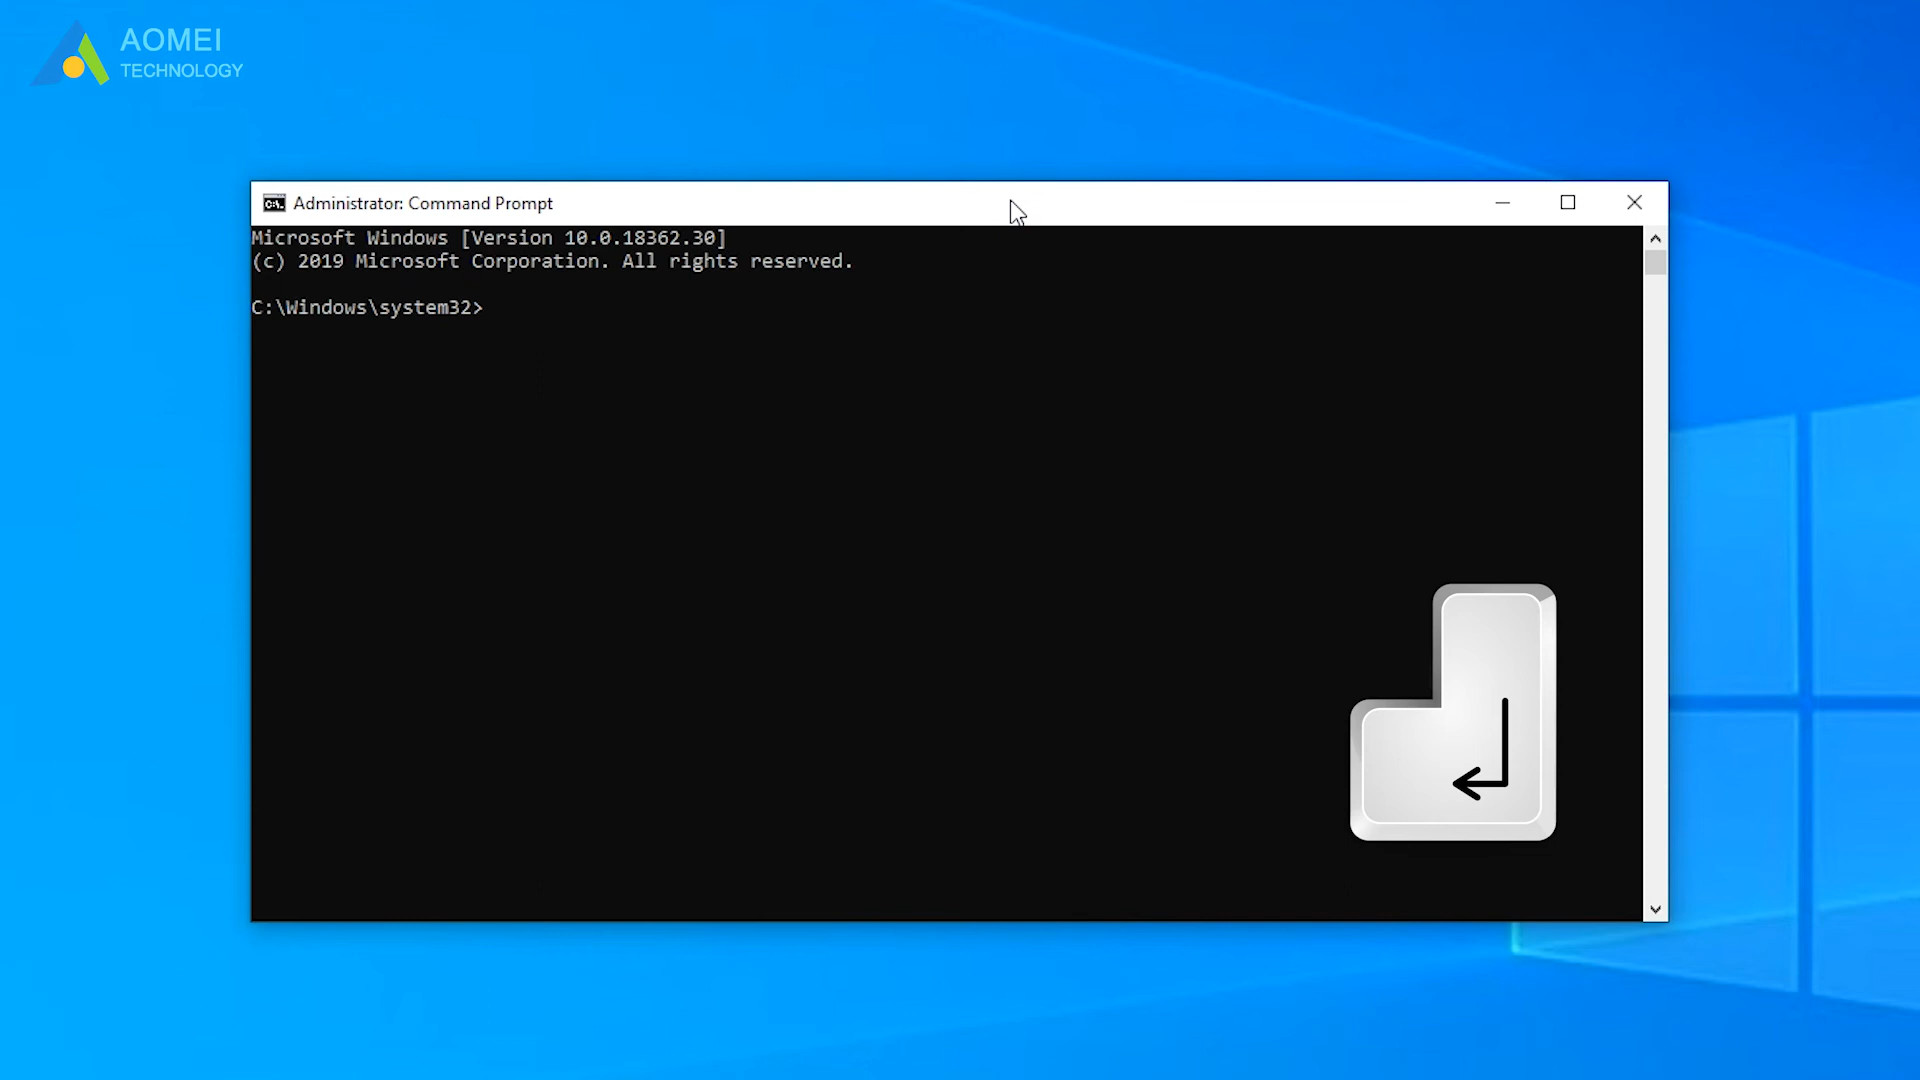 AOMEI
TECHNOLOGY
Administrator: Command Prompt
Microsoft Windows [Version 10.0.18362.30]
(c) 2019 Microsoft Corporation. All rights reserved.
C:\Windows\system32>